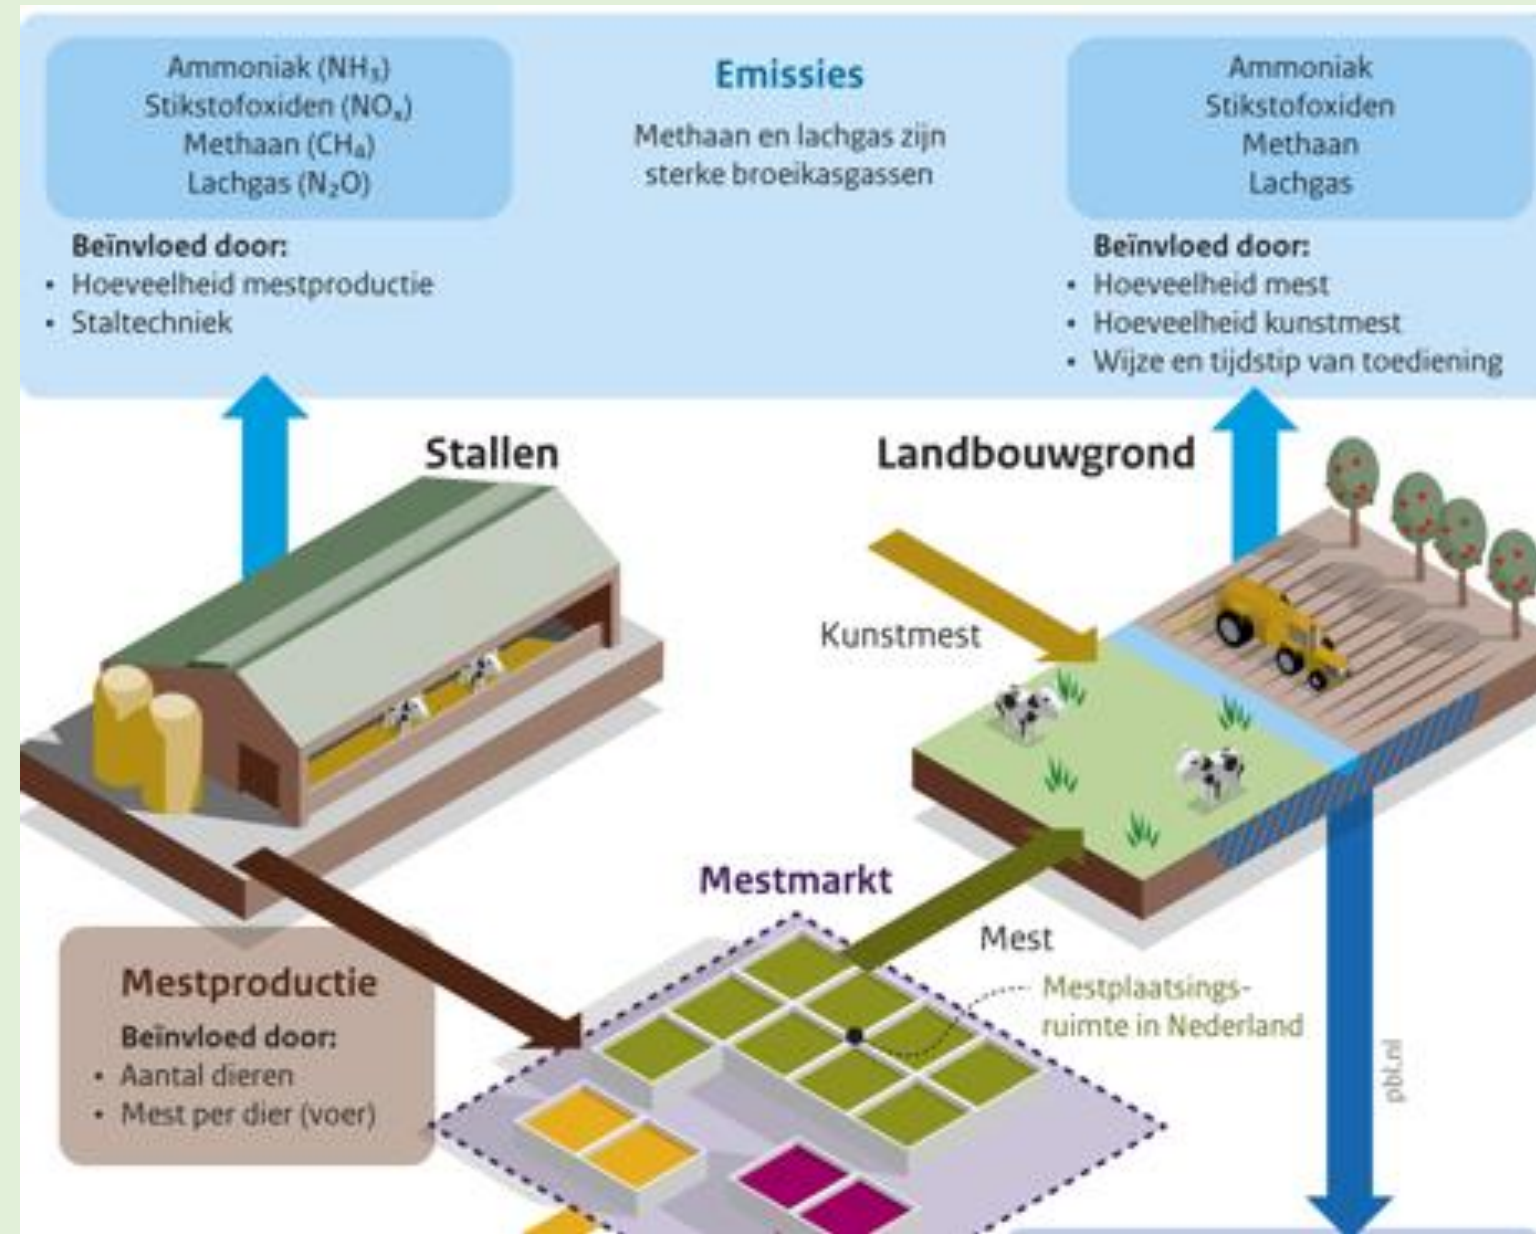 Ammoniak (NH₃)
Stikstofoxiden (NOₓ)
Methaan (CH₄)
Lachgas (N₂O)
Beïnvloed door:
• Hoeveelheid mestproductie
• Staltechniek
Emissies
Methaan en lachgas zijn
sterke broeikasgassen
Ammoniak
Stikstofoxiden
Methaan
Lachgas
Beïnvloed door:
• Hoeveelheid mest
• Hoeveelheid kunstmest
• Wijze en tijdstip van toediening
Stallen
Landbouwgrond
Kunstmest
Mestmarkt
Mest
Mestplaatsings-
ruimte in Nederland
Mestproductie
Beïnvloed door:
• Aantal dieren
• Mest per dier (voer)
pbl.nl